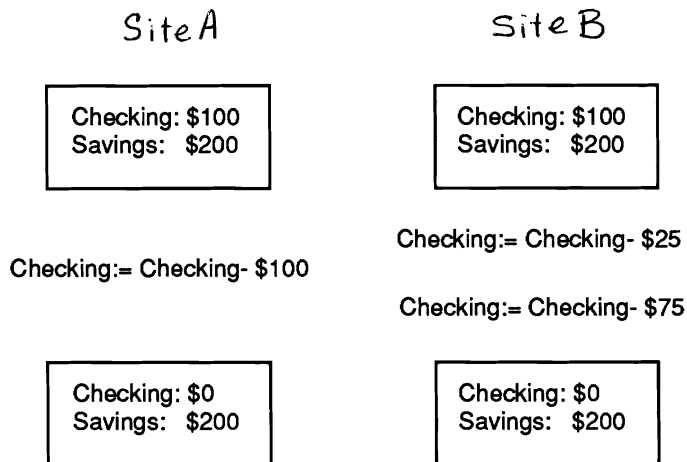 Site A
Site B
Checking: $100
Savings: $200
Checking: $100
Savings: $200
Checking:= Checking- $100
Checking:= Checking- $25
Checking:= Checking- $75
Checking: $0
Savings: $200
Checking: $0
Savings: $200